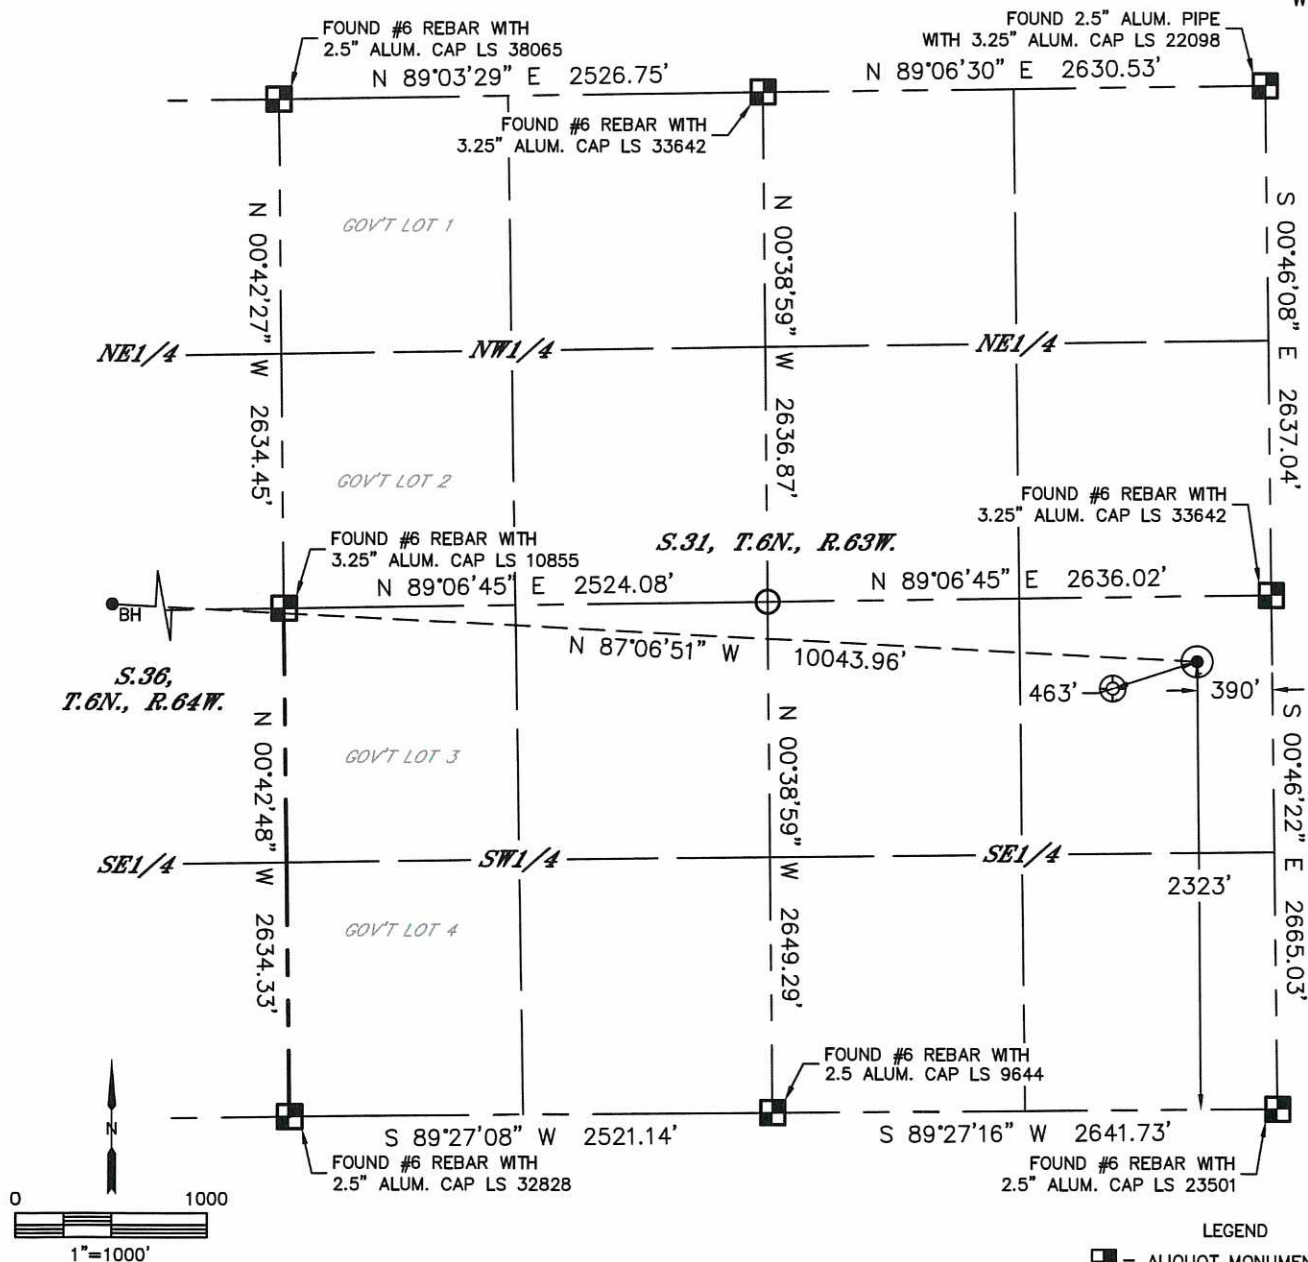 W
FOUND #6 REBAR WITH
2.5" ALUM. CAP LS 38065
FOUND 2.5" ALUM. PIPE
WITH 3.25" ALUM. CAP LS 22098
N 89°03'29" E 2526.75'
N 89°06'30" E 2630.53'
FOUND #6 REBAR WITH
3.25" ALUM. CAP LS 33642
GOV'T LOT 1
N 00°42'27" W 2634.45'
N 00°38'59" W 2636.87'
S 00°46'08" E 2637.04'
NE1/4
NW1/4
NE1/4
GOV'T LOT 2
FOUND #6 REBAR WITH
3.25" ALUM. CAP LS 33642
FOUND #6 REBAR WITH
3.25" ALUM. CAP LS 10855
S.31, T.6N., R.63W.
N 89°06'45" E 2524.08'
N 89°06'45" E 2636.02'
BH
N 87°06'51" W 10043.96'
S.36,
T.6N., R.64W.
463'
390'
GOV'T LOT 3
N 00°42'48" W 2634.33'
N 00°38'59" W 2649.29'
S 00°46'22" E 2665.03'
SE1/4
SW1/4
SE1/4
2323'
GOV'T LOT 4
FOUND #6 REBAR WITH
2.5 ALUM. CAP LS 9644
S 89°27'08" W 2521.14'
S 89°27'16" W 2641.73'
FOUND #6 REBAR WITH
2.5" ALUM. CAP LS 32828
FOUND #6 REBAR WITH
2.5" ALUM. CAP LS 23501
N
0 1000
1"=1000'
LEGEND
= ALIQUOT MONUMEN